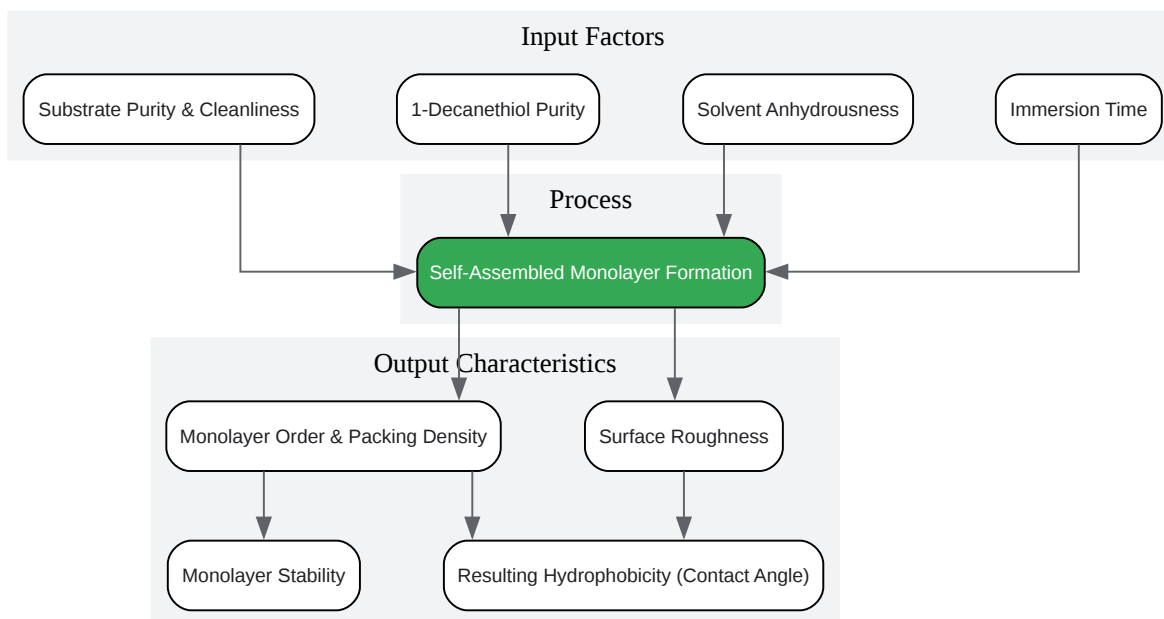 Input Factors
Substrate Purity & Cleanliness
1-Decanethiol Purity
Solvent Anhydrousness
Immersion Time
Process
Self-Assembled Monolayer Formation
Output Characteristics
Monolayer Order & Packing Density
Surface Roughness
Monolayer Stability
Resulting Hydrophobicity (Contact Angle)